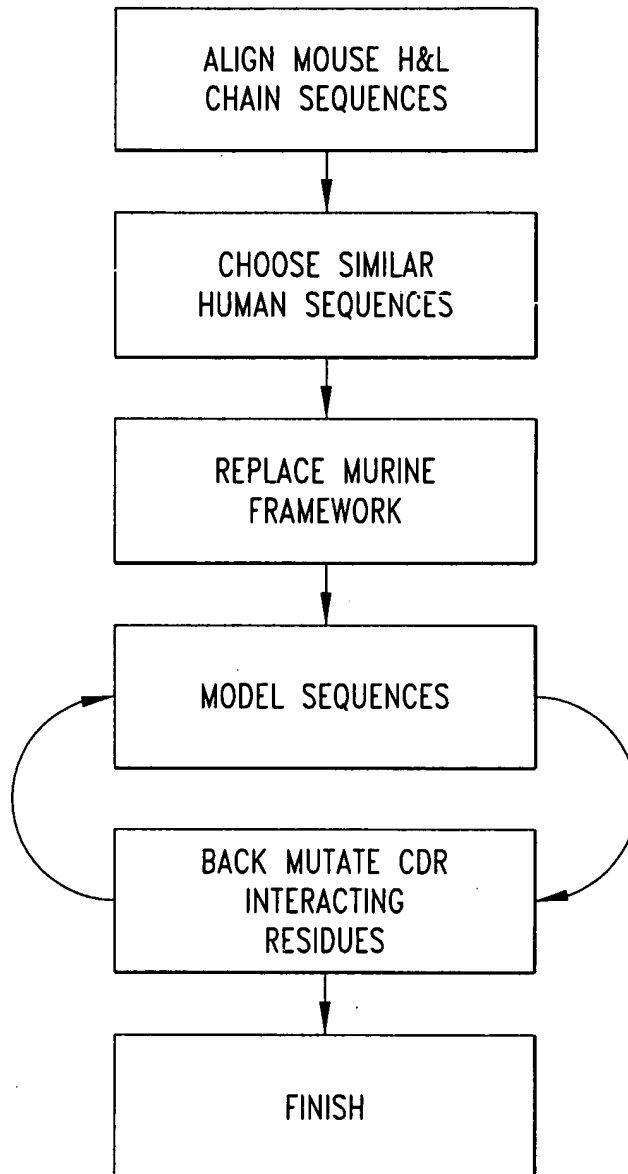 ALIGN MOUSE H&L
CHAIN SEQUENCES
CHOOSE SIMILAR
HUMAN SEQUENCES
REPLACE MURINE
FRAMEWORK
MODEL SEQUENCES
BACK MUTATE CDR
INTERACTING
RESIDUES
FINISH